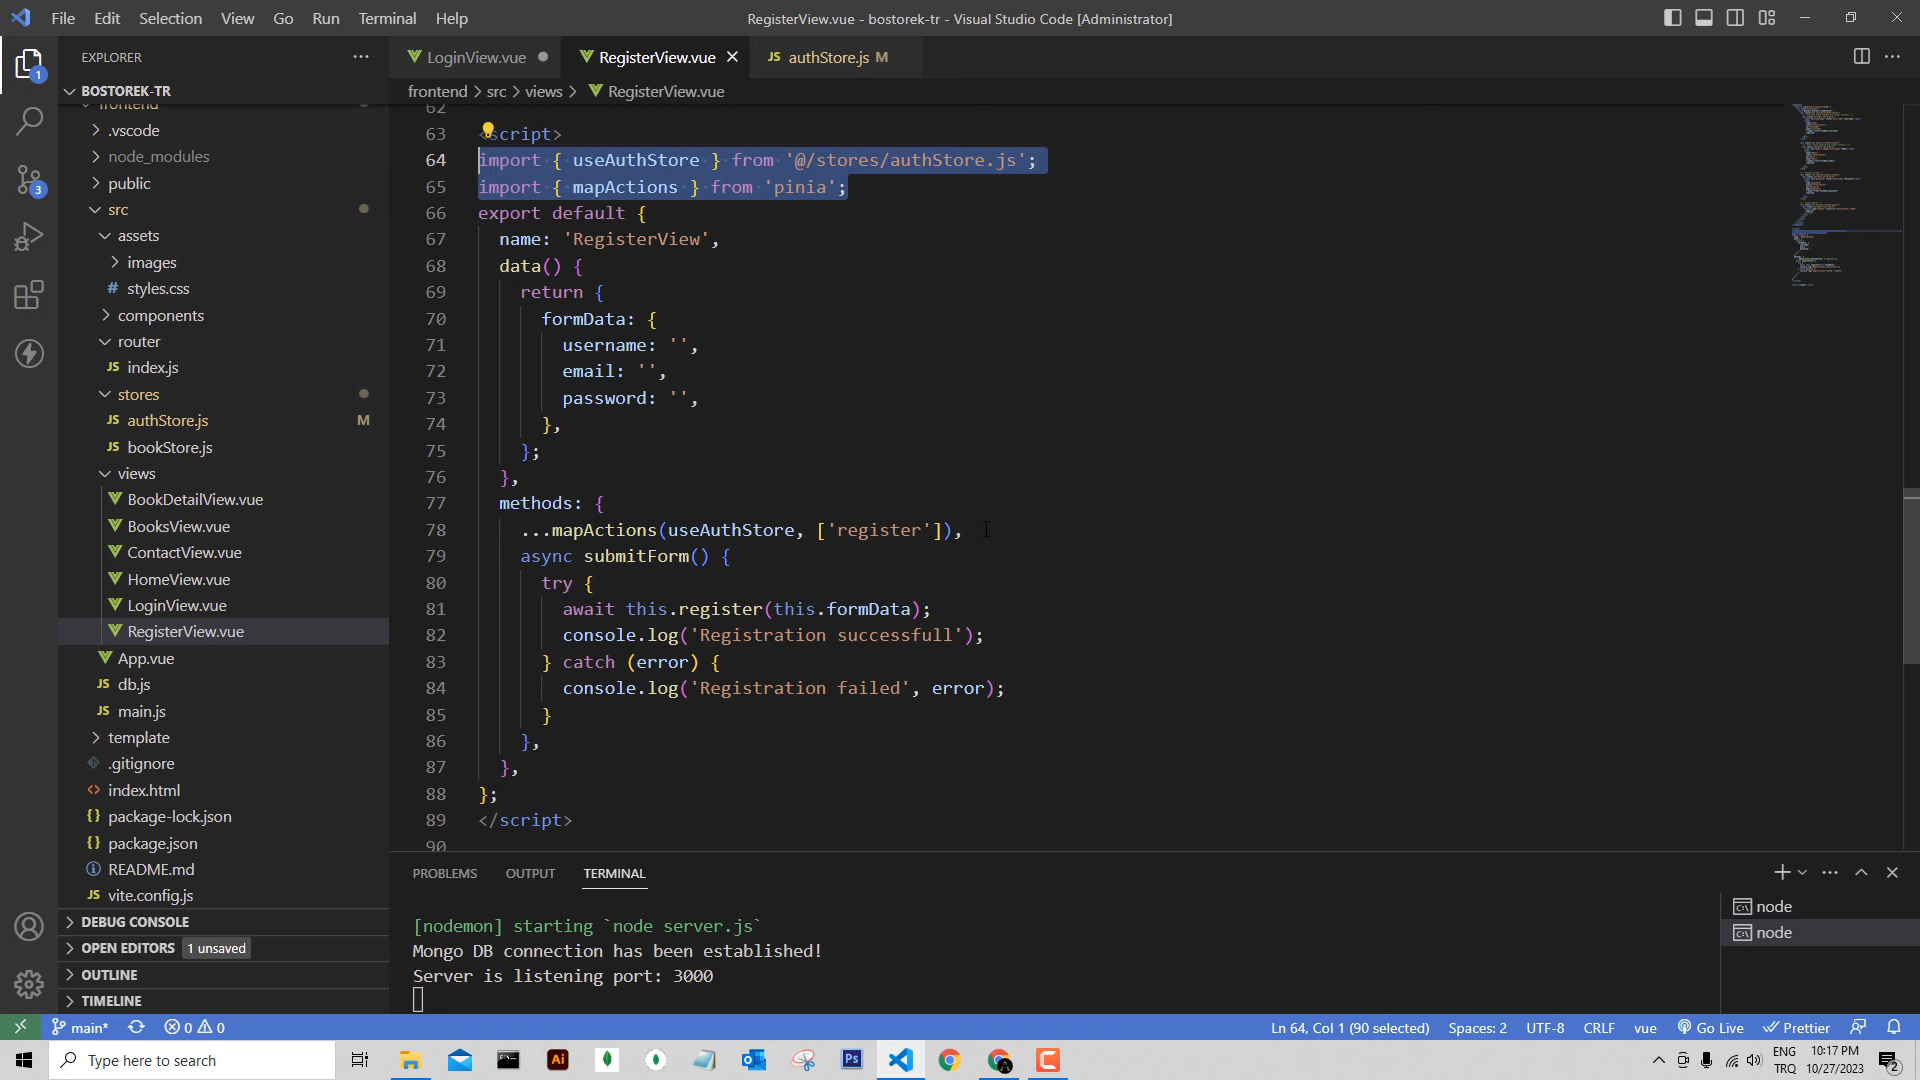 File Edit Selection View Go Run Terminal Help
RegisterView.vue - bostorek-tr - Visual Studio Code [Administrator]
EXPLORER
LoginView.vue
RegisterView.vue
authStore.js M
BOSTOREK-TR
frontend > src > views > RegisterView.vue
frontend
.vscode
node_modules
public
src
assets
images
styles.css
components
router
index.js
stores
authStore.js M
bookStore.js
views
BookDetailView.vue
BooksView.vue
ContactView.vue
HomeView.vue
LoginView.vue
RegisterView.vue
App.vue
db.js
main.js
template
.gitignore
index.html
package-lock.json
package.json
README.md
vite.config.js
DEBUG CONSOLE
OPEN EDITORS 1 unsaved
OUTLINE
TIMELINE
62
63 <script>
64 import { useAuthStore } from '@/stores/authStore.js';
65 import { mapActions } from 'pinia';
66 export default {
67 name: 'RegisterView',
68 data() {
69 return {
70 formData: {
71 username: '',
72 email: '',
73 password: '',
74 },
75 };
76 },
77 methods: {
78 ...mapActions(useAuthStore, ['register']),
79 async submitForm() {
80 try {
81 await this.register(this.formData);
82 console.log('Registration successfull');
83 } catch (error) {
84 console.log('Registration failed', error);
85 }
86 },
87 },
88 };
89 </script>
90
PROBLEMS OUTPUT TERMINAL
[nodemon] starting `node server.js`
Mongo DB connection has been established!
Server is listening port: 3000
node
node
1
3
main* 0 0
Ln 64, Col 1 (90 selected) Spaces: 2 UTF-8 CRLF vue Go Live Prettier
Type here to search
Ai
Ps
ENG
TRQ
10:17 PM
10/27/2023
2